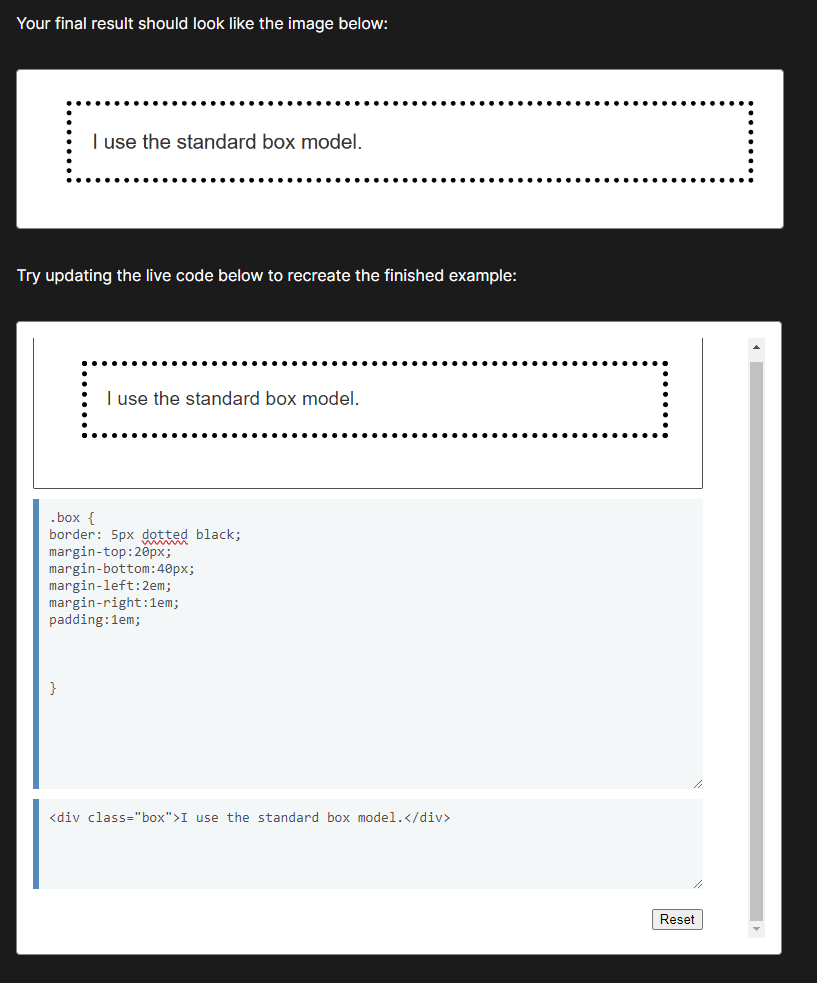 Your final result should look like the image below:
I use the standard box model.
Try updating the live code below to recreate the finished example:
I use the standard box model.
.box {
border: 5px dotted black;
margin-top:20px;
margin-bottom:40px;
margin-left:2em;
margin-right:1em;
padding:1em;
}
<div class="box">I use the standard box model.</div>
Reset